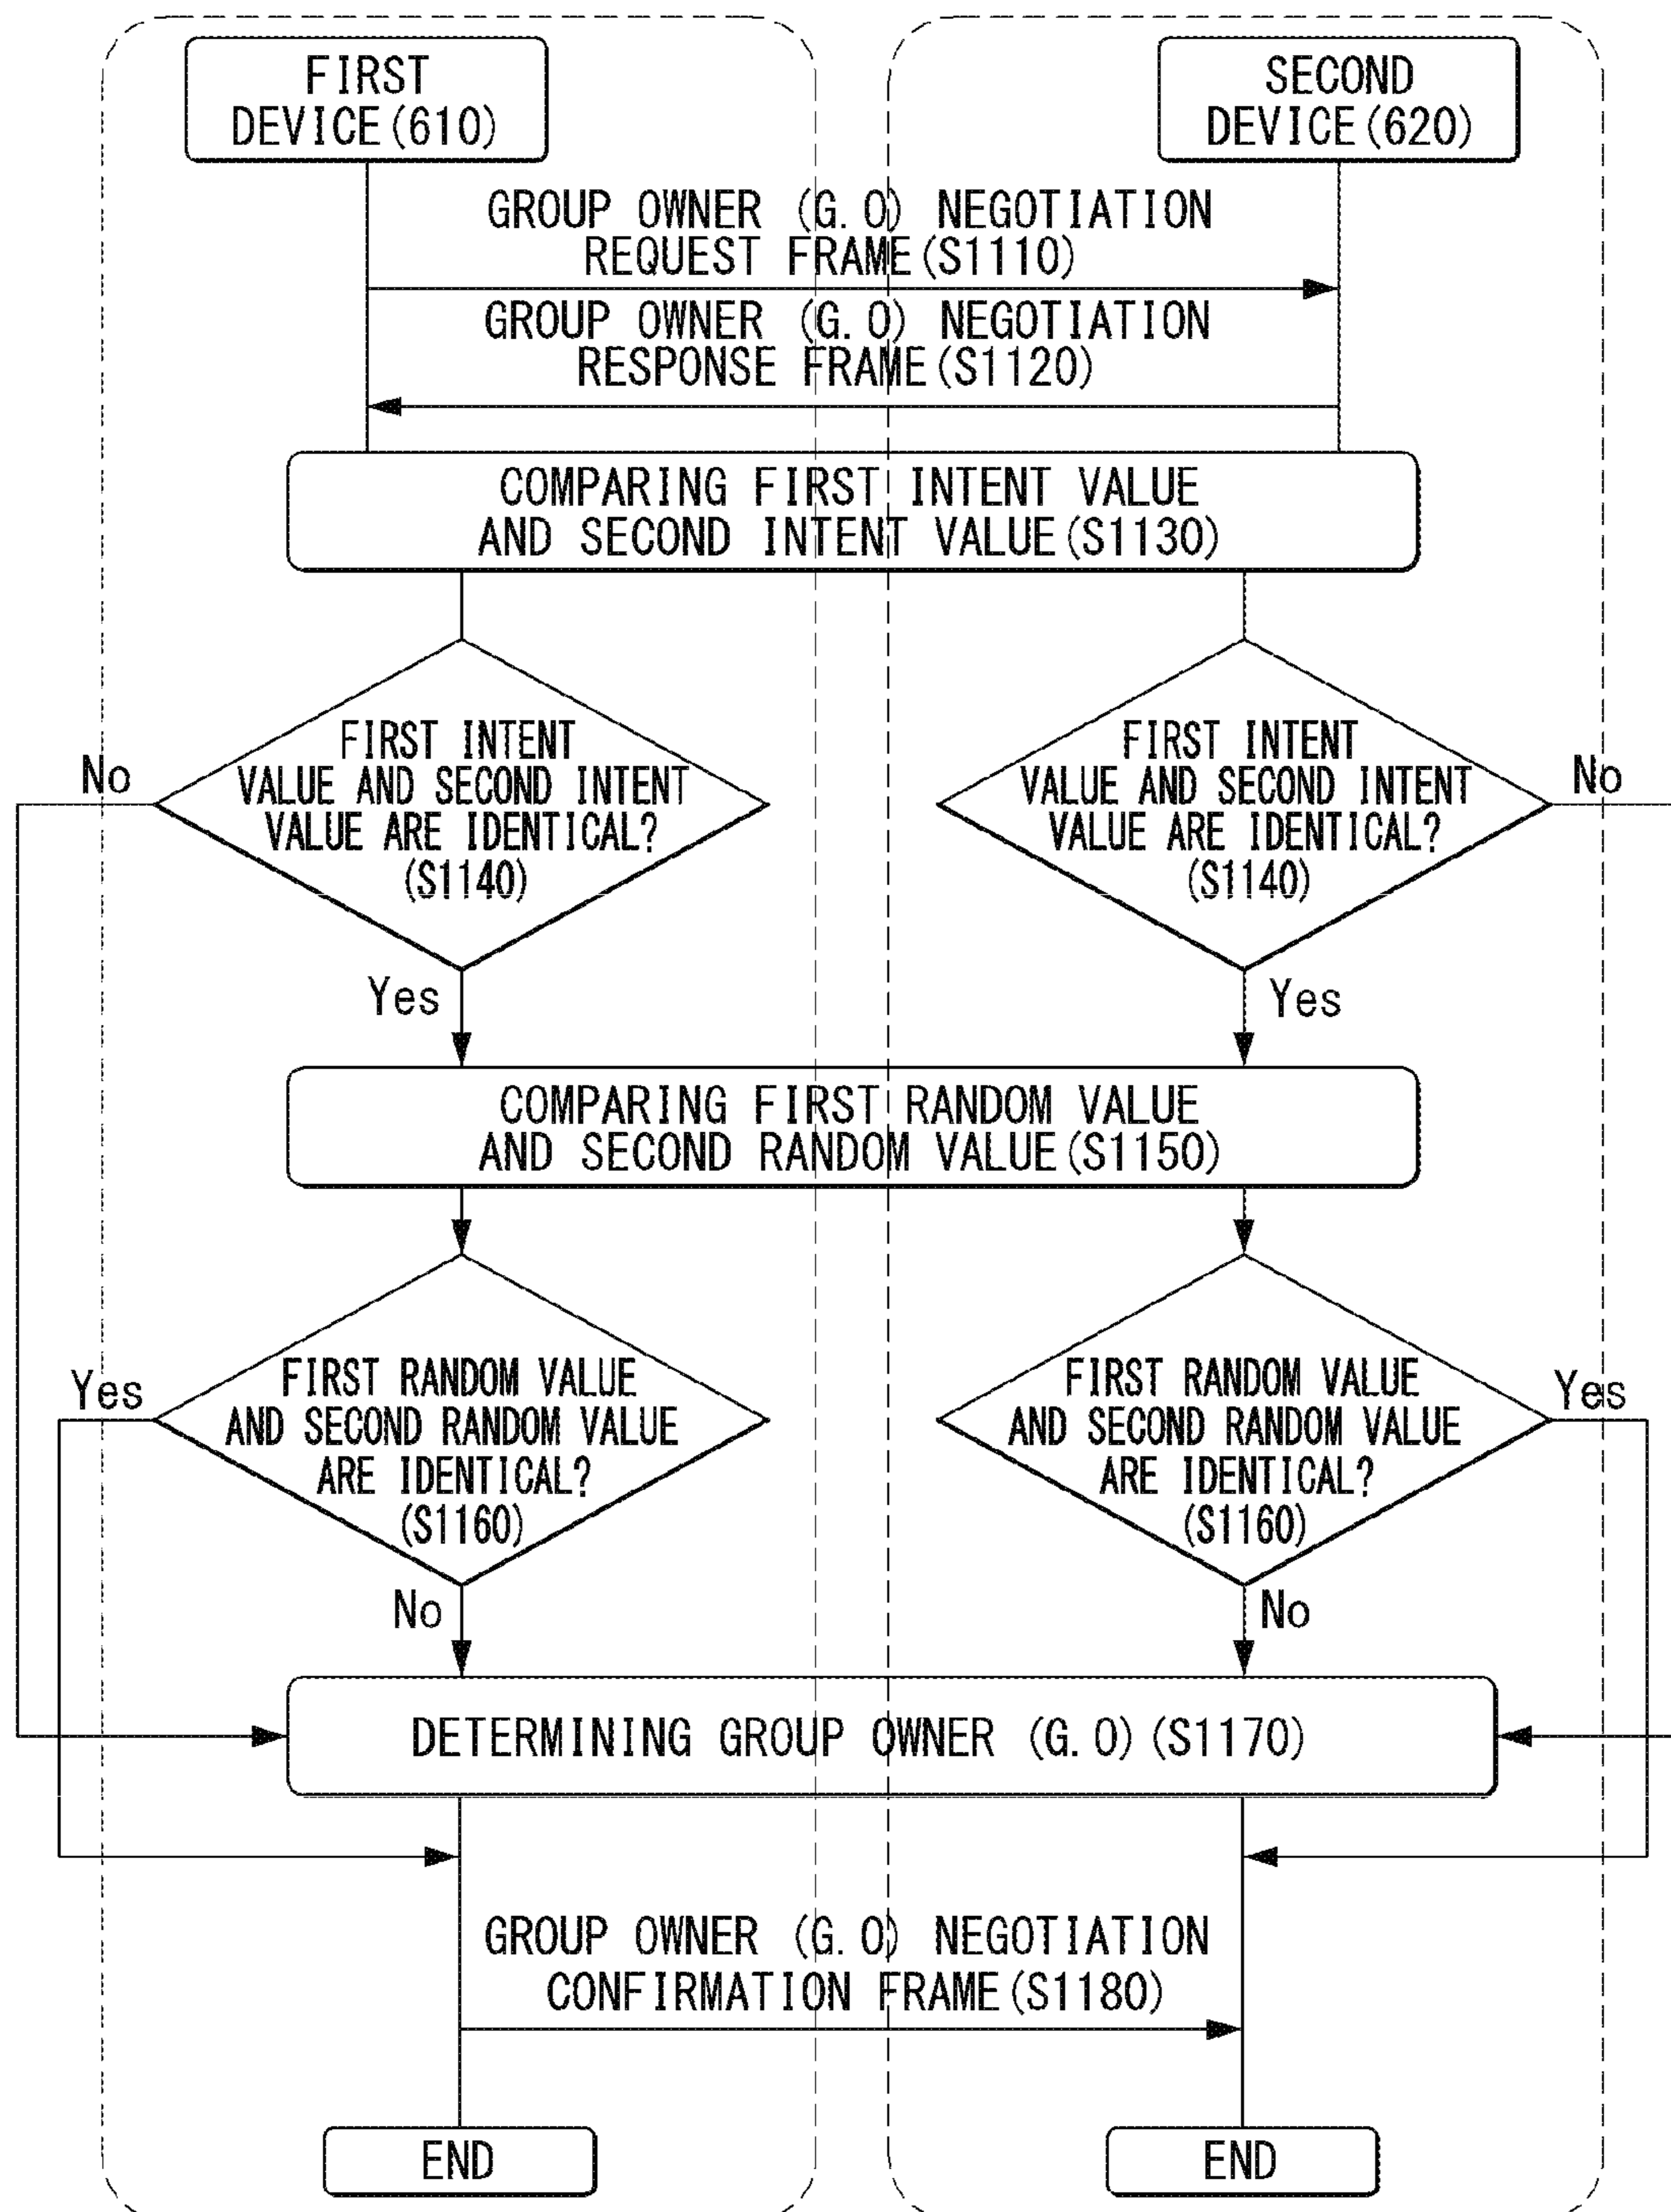 FIRST
DEVICE(610)
SECOND
DEVICE(620)
GROUP OWNER (G.O) NEGOTIATION
REQUEST FRAME(S1110)
GROUP OWNER (G.O) NEGOTIATION
RESPONSE FRAME(S1120)
COMPARING FIRST INTENT VALUE
AND SECOND INTENT VALUE(S1130)
No
FIRST INTENT
VALUE AND SECOND INTENT
VALUE ARE IDENTICAL?
(S1140)
FIRST INTENT
VALUE AND SECOND INTENT
VALUE ARE IDENTICAL?
(S1140)
No
Yes
Yes
COMPARING FIRST RANDOM VALUE
AND SECOND RANDOM VALUE(S1150)
Yes
FIRST RANDOM VALUE
AND SECOND RANDOM VALUE
ARE IDENTICAL?
(S1160)
FIRST RANDOM VALUE
AND SECOND RANDOM VALUE
ARE IDENTICAL?
(S1160)
Yes
No
No
DETERMINING GROUP OWNER (G.O)(S1170)
GROUP OWNER (G.O) NEGOTIATION
CONFIRMATION FRAME(S1180)
END
END